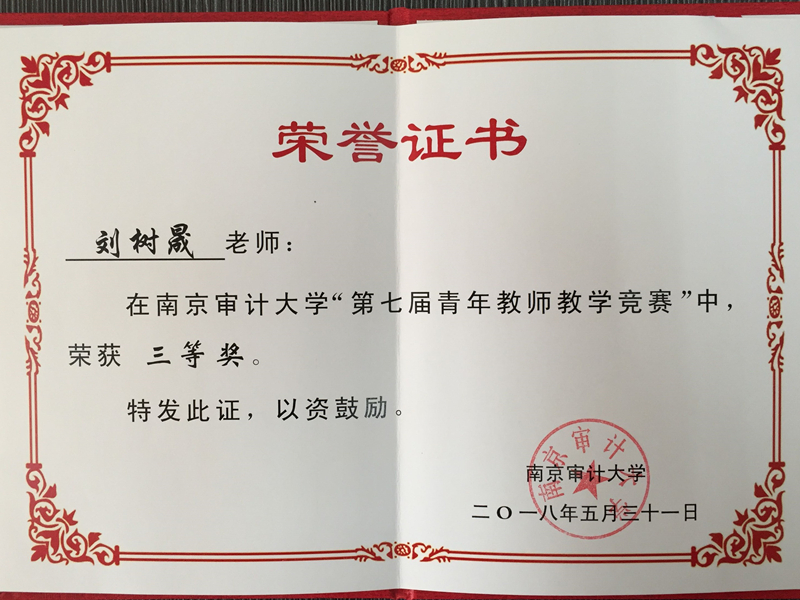 荣誉证书
刘树晟 老师：
在南京审计大学“第七届青年教师教学竞赛”中，
荣获 三等奖。
特发此证，以资鼓励。
南京审计大学
南京审计大学
二〇一八年五月三十一日